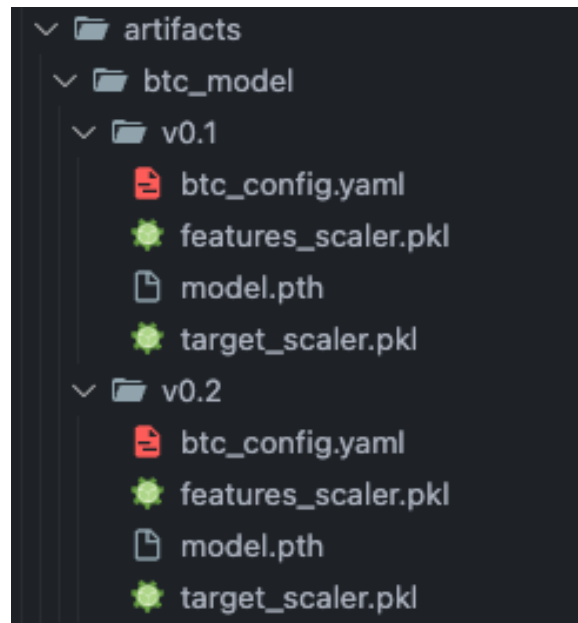 artifacts
btc_model
v0.1
btc_config.yaml
features_scaler.pkl
model.pth
target_scaler.pkl
v0.2
btc_config.yaml
features_scaler.pkl
model.pth
target_scaler.pkl